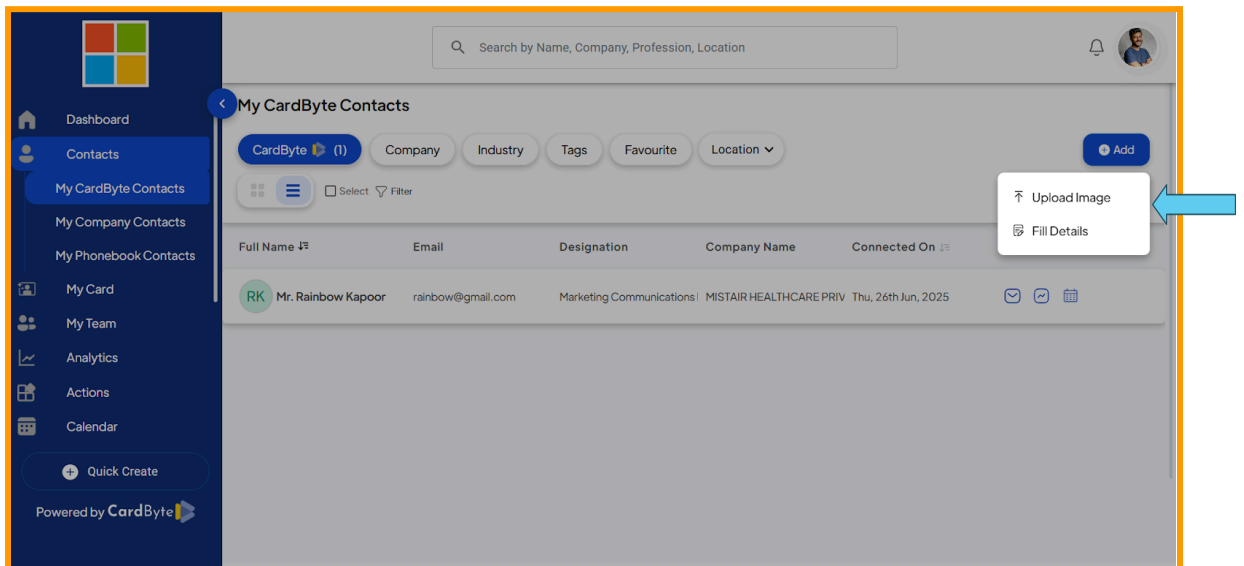 Search by Name, Company, Profession, Location
Dashboard
Contacts
My CardByte Contacts
My Company Contacts
My Phonebook Contacts
My Card
My Team
Analytics
Actions
Calendar
Quick Create
Powered by CardByte
My CardByte Contacts
CardByte (1) Company Industry Tags Favourite Location Add
Select Filter
Upload Image
Fill Details
Full Name Email Designation Company Name Connected On
RK Mr. Rainbow Kapoor rainbow@gmail.com Marketing Communications MISTAIR HEALTHCARE PRIV Thu, 26th Jun, 2025